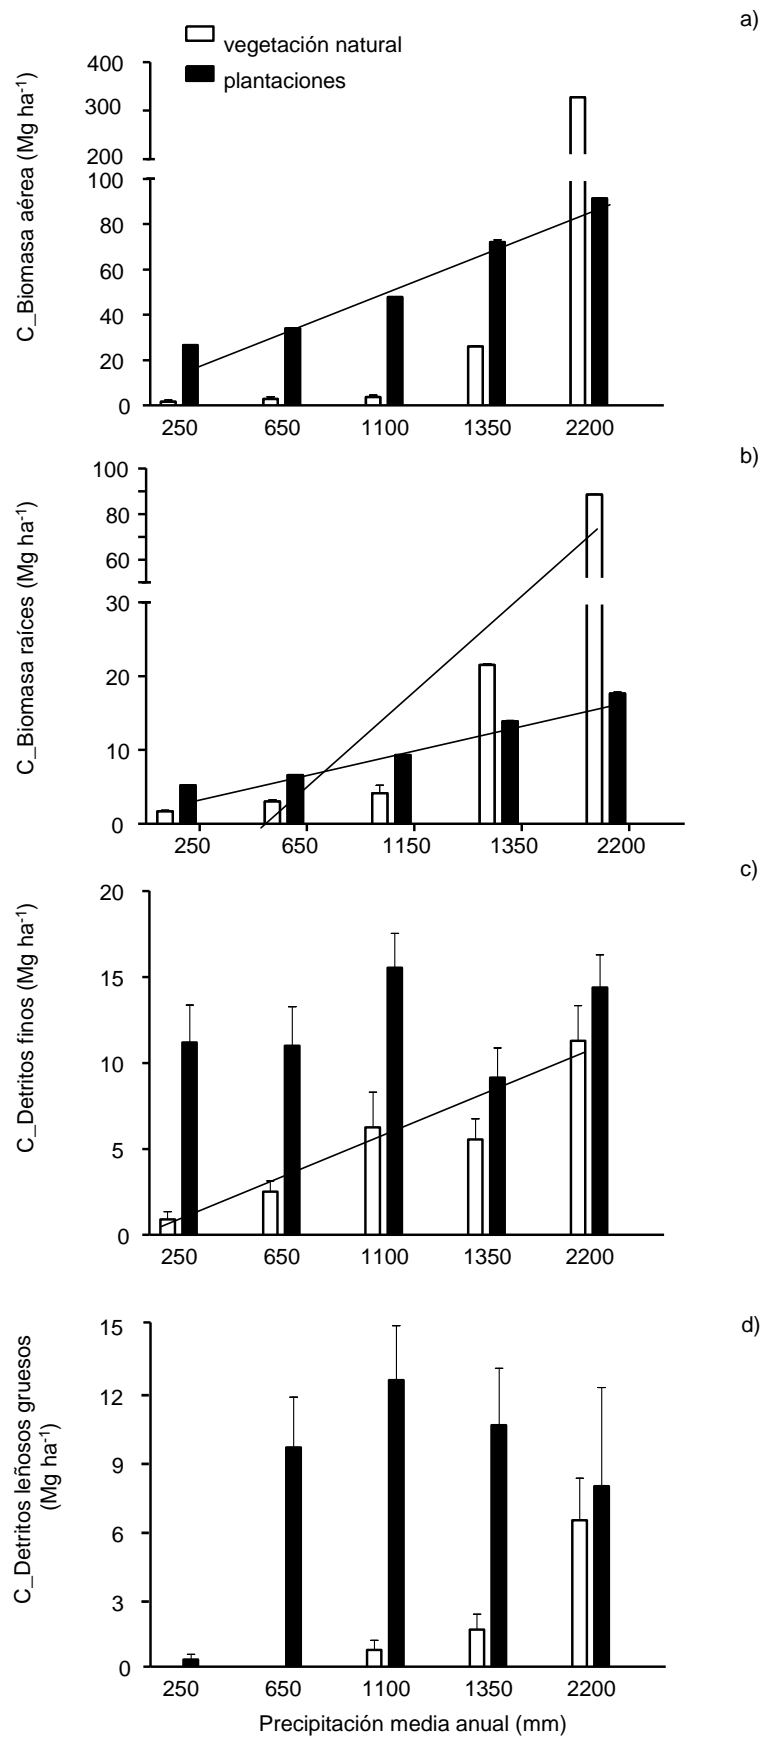 a)
vegetación natural
plantaciones
C_Biomasa aérea (Mg ha-1)
400
300
200
100
80
60
40
20
0
250 650 1100 1350 2200
b)
C_Biomasa raíces (Mg ha-1)
100
80
60
30
20
10
0
250 650 1150 1350 2200
c)
C_Detritos finos (Mg ha-1)
20
15
10
5
0
250 650 1100 1350 2200
d)
C_Detritos leñosos gruesos
(Mg ha-1)
15
12
9
6
3
0
250 650 1100 1350 2200
Precipitación media anual (mm)